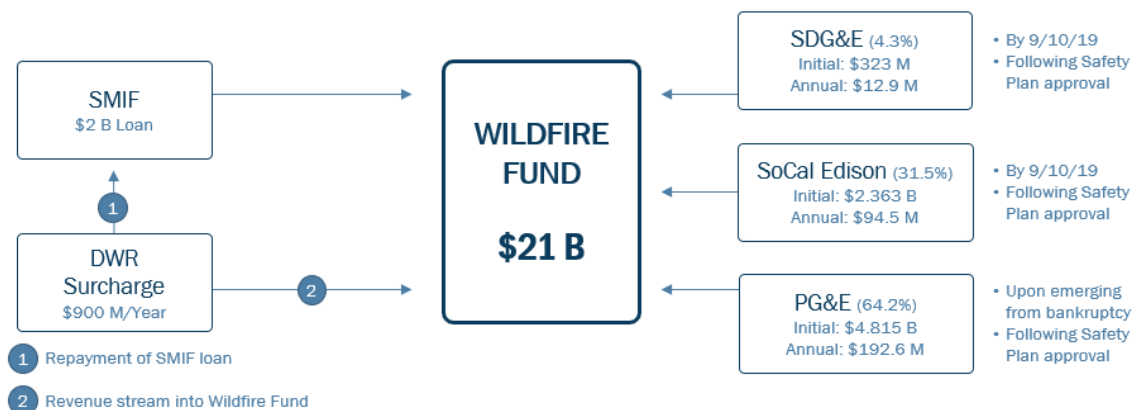 SMIF
$2 B Loan
1
DWR
Surcharge
$900 M/Year
2
1 Repayment of SMIF loan
2 Revenue stream into Wildfire Fund
WILDFIRE
FUND
$21 B
SDG&E (4.3%)
Initial: $323 M
Annual: $12.9 M
• By 9/10/19
• Following Safety
Plan approval
SoCal Edison (31.5%)
Initial: $2.363 B
Annual: $94.5 M
• By 9/10/19
• Following Safety
Plan approval
PG&E (64.2%)
Initial: $4.815 B
Annual: $192.6 M
• Upon emerging
from bankruptcy
• Following Safety
Plan approval